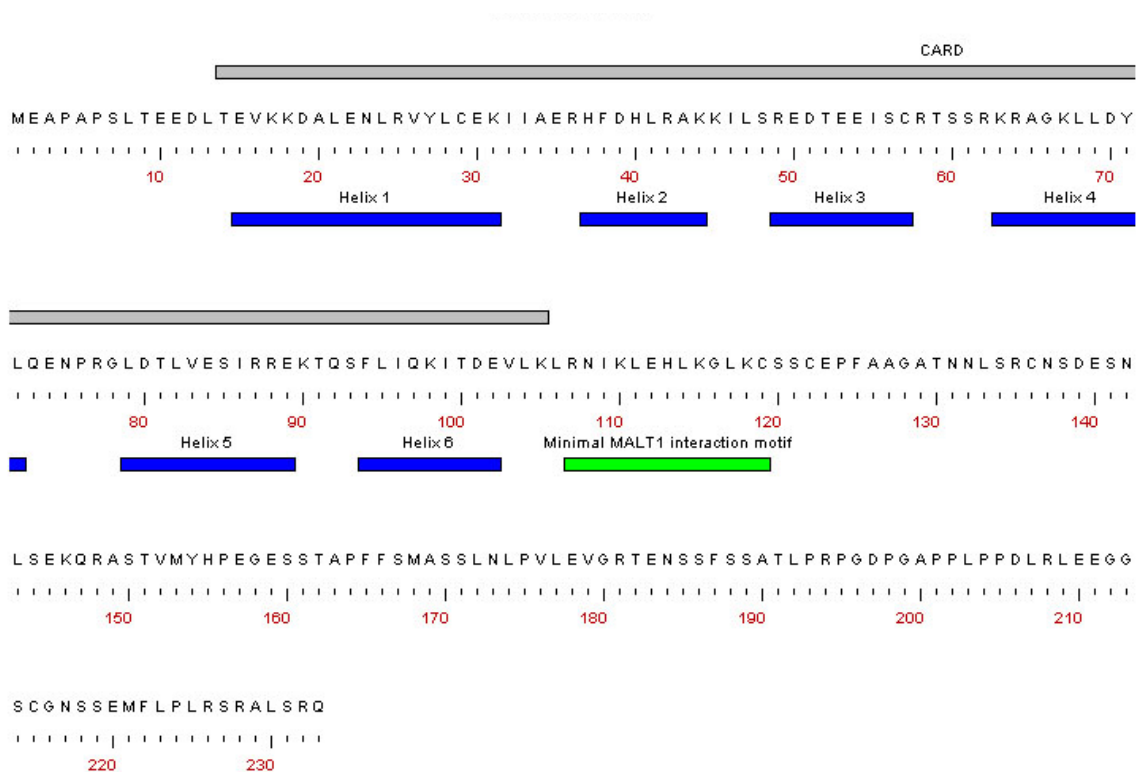 CARD
MEAPAPSLTEEDLTEVKKDALENLRVYLCEKIIAERHFDHLRAKKILSREDTEEISCRTSSRKRAGKLLDY
10 20 30 40 50 60 70
Helix 1 Helix 2 Helix 3 Helix 4
LQENPRGLDTLVESIRREKTQSFLIQKITDEVLKLRNIKLEHLKGLKCSSCEPFAAGATNNLSRCNSDESN
80 90 100 110 120 130 140
Helix 5 Helix 6 Minimal MALT1 interaction motif
LSEKQRASTVMYHPEGESSTAPFFSMASSLNLPVLEVGRTENSSFSSATLPRPGDPGAPPLPPDLRLEEGG
150 160 170 180 190 200 210
SCGNSSEMFLPLRSRALSRQ
220 230